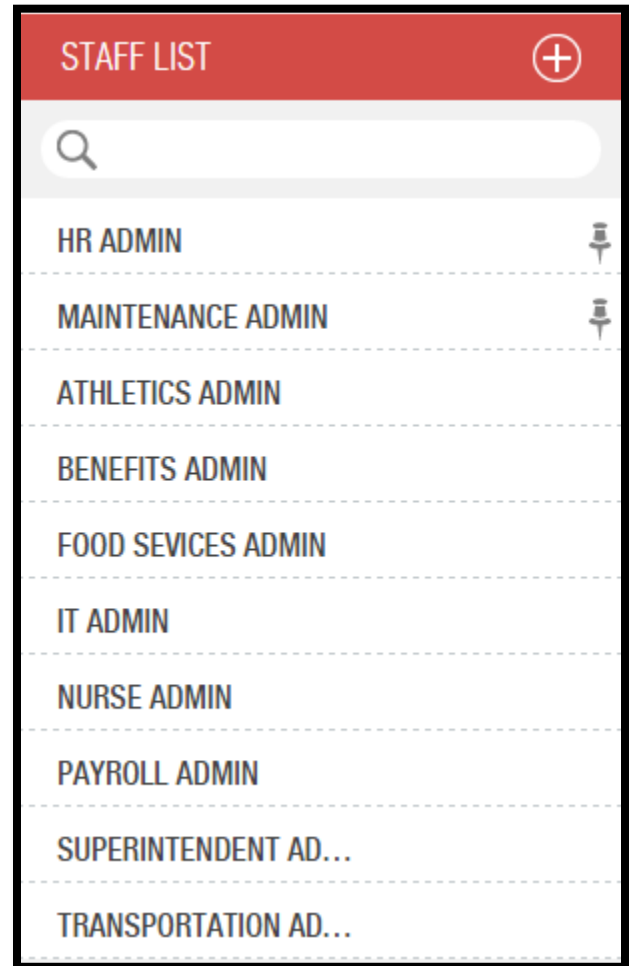 STAFF LIST
HR ADMIN
MAINTENANCE ADMIN
ATHLETICS ADMIN
BENEFITS ADMIN
FOOD SEVICES ADMIN
IT ADMIN
NURSE ADMIN
PAYROLL ADMIN
SUPERINTENDENT AD...
TRANSPORTATION AD...